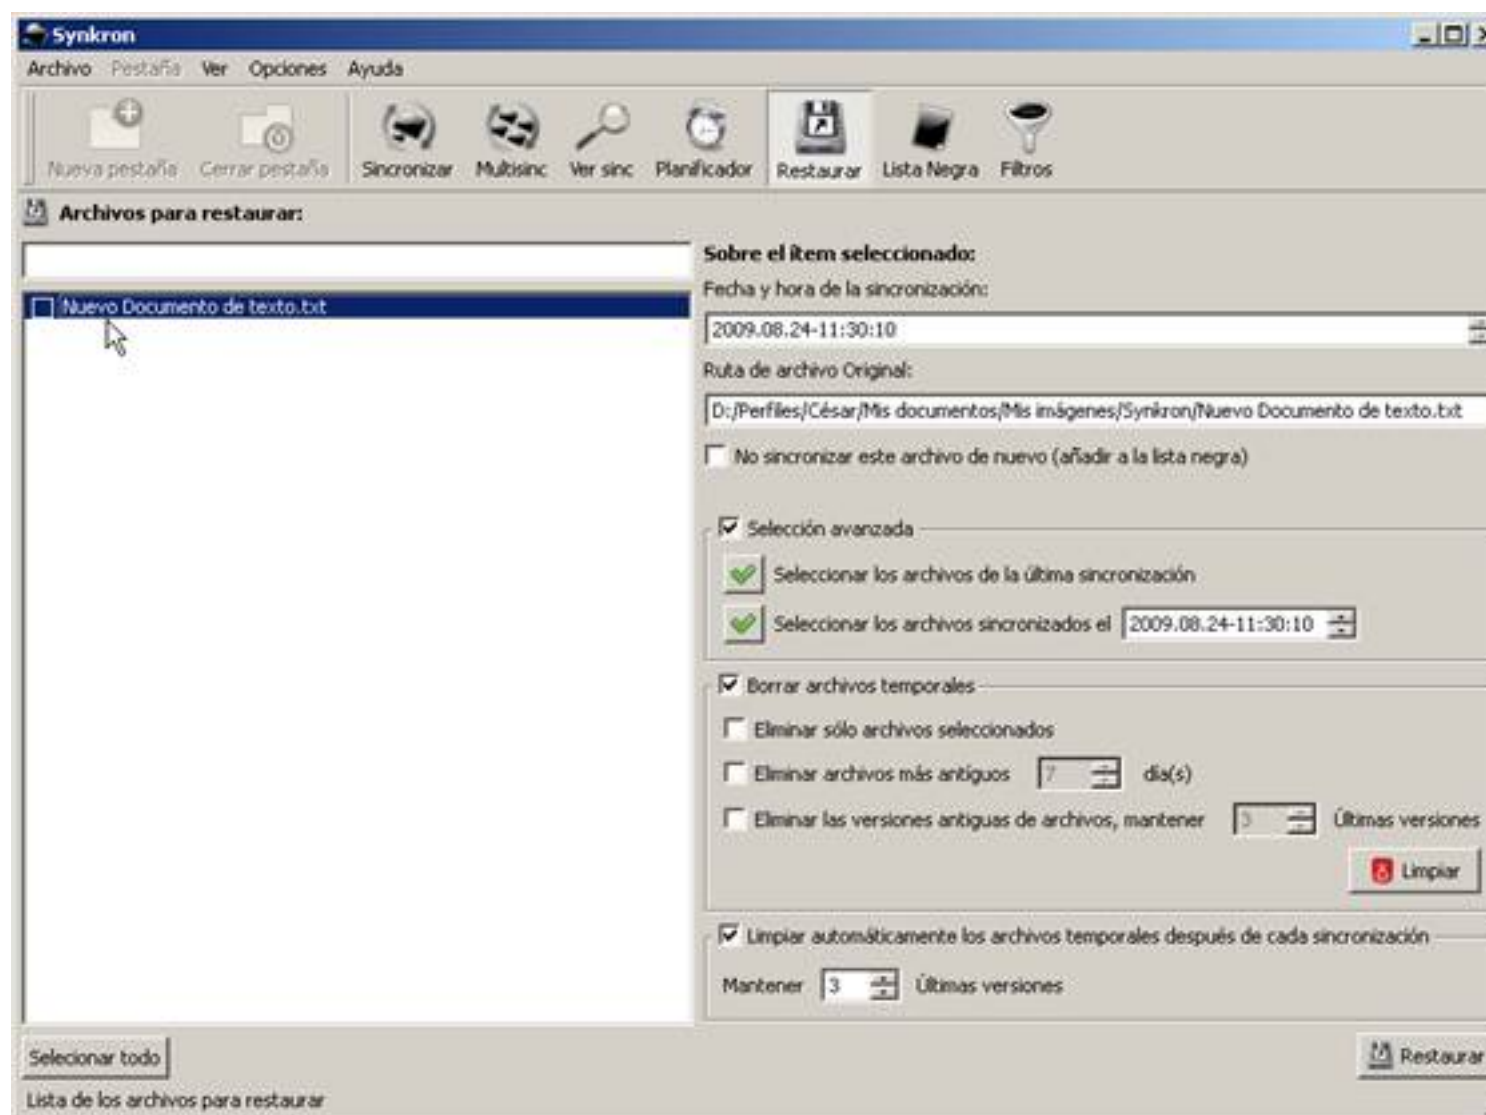 Synkron
Archivo Pestaña Ver Opciones Ayuda
Nueva pestaña Cerrar pestaña Sincronizar Multisinc Ver sinc Planificador Restaurar Lista Negra Filtros
Archivos para restaurar:
Sobre el ítem seleccionado:
Fecha y hora de la sincronización:
Nuevo Documento de texto.txt
2009.08.24-11:30:10
Ruta de archivo Original:
D:/Perfiles/César/Mis documentos/Mis imágenes/Synkron/Nuevo Documento de texto.txt
No sincronizar este archivo de nuevo (añadir a la lista negra)
Selección avanzada
Seleccionar los archivos de la última sincronización
Seleccionar los archivos sincronizados el 2009.08.24-11:30:10
Borrar archivos temporales
Eliminar sólo archivos seleccionados
Eliminar archivos más antíguos 7 dia(s)
Eliminar las versiones antiguas de archivos, mantener 3 Últimas versiones
Limpiar
Limpiar automáticamente los archivos temporales después de cada sincronización
Mantener 3 Últimas versiones
Selecionar todo
Restaurar
Lista de los archivos para restaurar